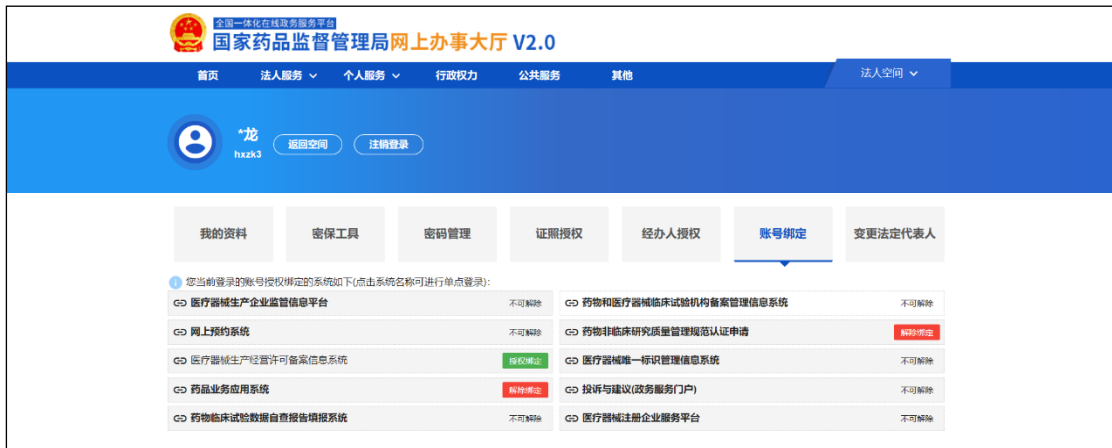 全国一体化在线政务服务平台
国家药品监督管理局网上办事大厅 V2.0
首页 法人服务 个人服务 行政权力 公共服务 其他 法人空间
*龙
hxzk3
返回空间 注销登录
我的资料 密保工具 密码管理 证照授权 经办人授权 账号绑定 变更法定代表人
您当前登录的账号授权绑定的系统如下(点击系统名称可进行单点登录):
医疗器械生产企业监管信息平台 不可解除 药物和医疗器械临床试验机构备案管理信息系统 不可解除
网上预约系统 不可解除 药物非临床研究质量管理规范认证申请 解除绑定
医疗器械生产经营许可备案信息系统 授权绑定 医疗器械唯一标识管理信息系统 不可解除
药品业务应用系统 解除绑定 投诉与建议(政务服务门户) 不可解除
药物临床试验数据自查报告填报系统 不可解除 医疗器械注册企业服务平台 不可解除